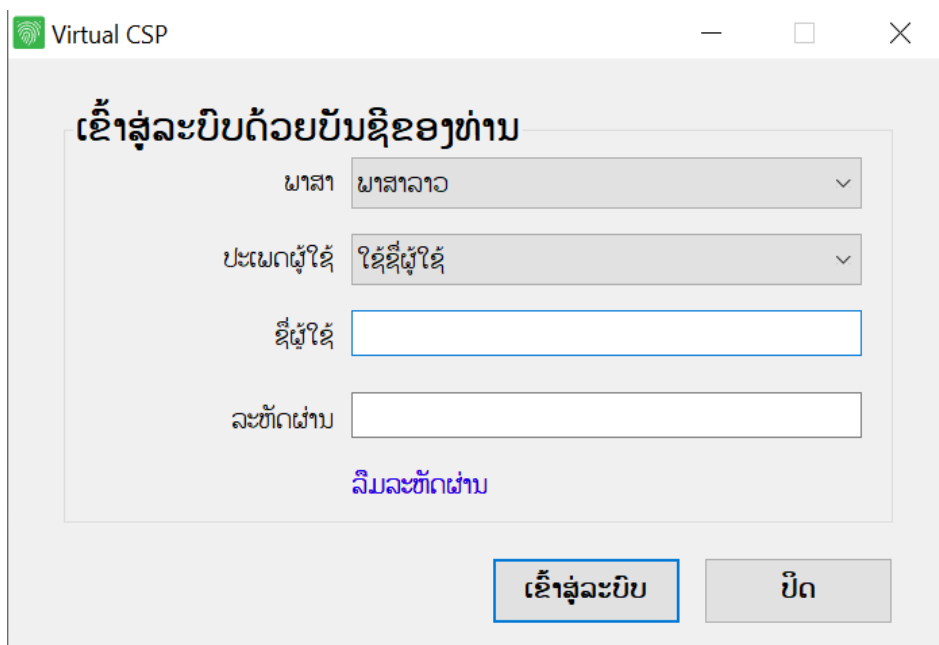 Virtual CSP
ເຂົ້າສູ່ລະບົບດ້ວຍບັນຊີຂອງທ່ານ
ພາສາ ພາສາລາວ
ປະເພດຜູ້ໃຊ້ ໃຊ້ຊື່ຜູ້ໃຊ້
ຊື່ຜູ້ໃຊ້
ລະຫັດຜ່ານ
ລືມລະຫັດຜ່ານ
ເຂົ້າສູ່ລະບົບ ປິດ